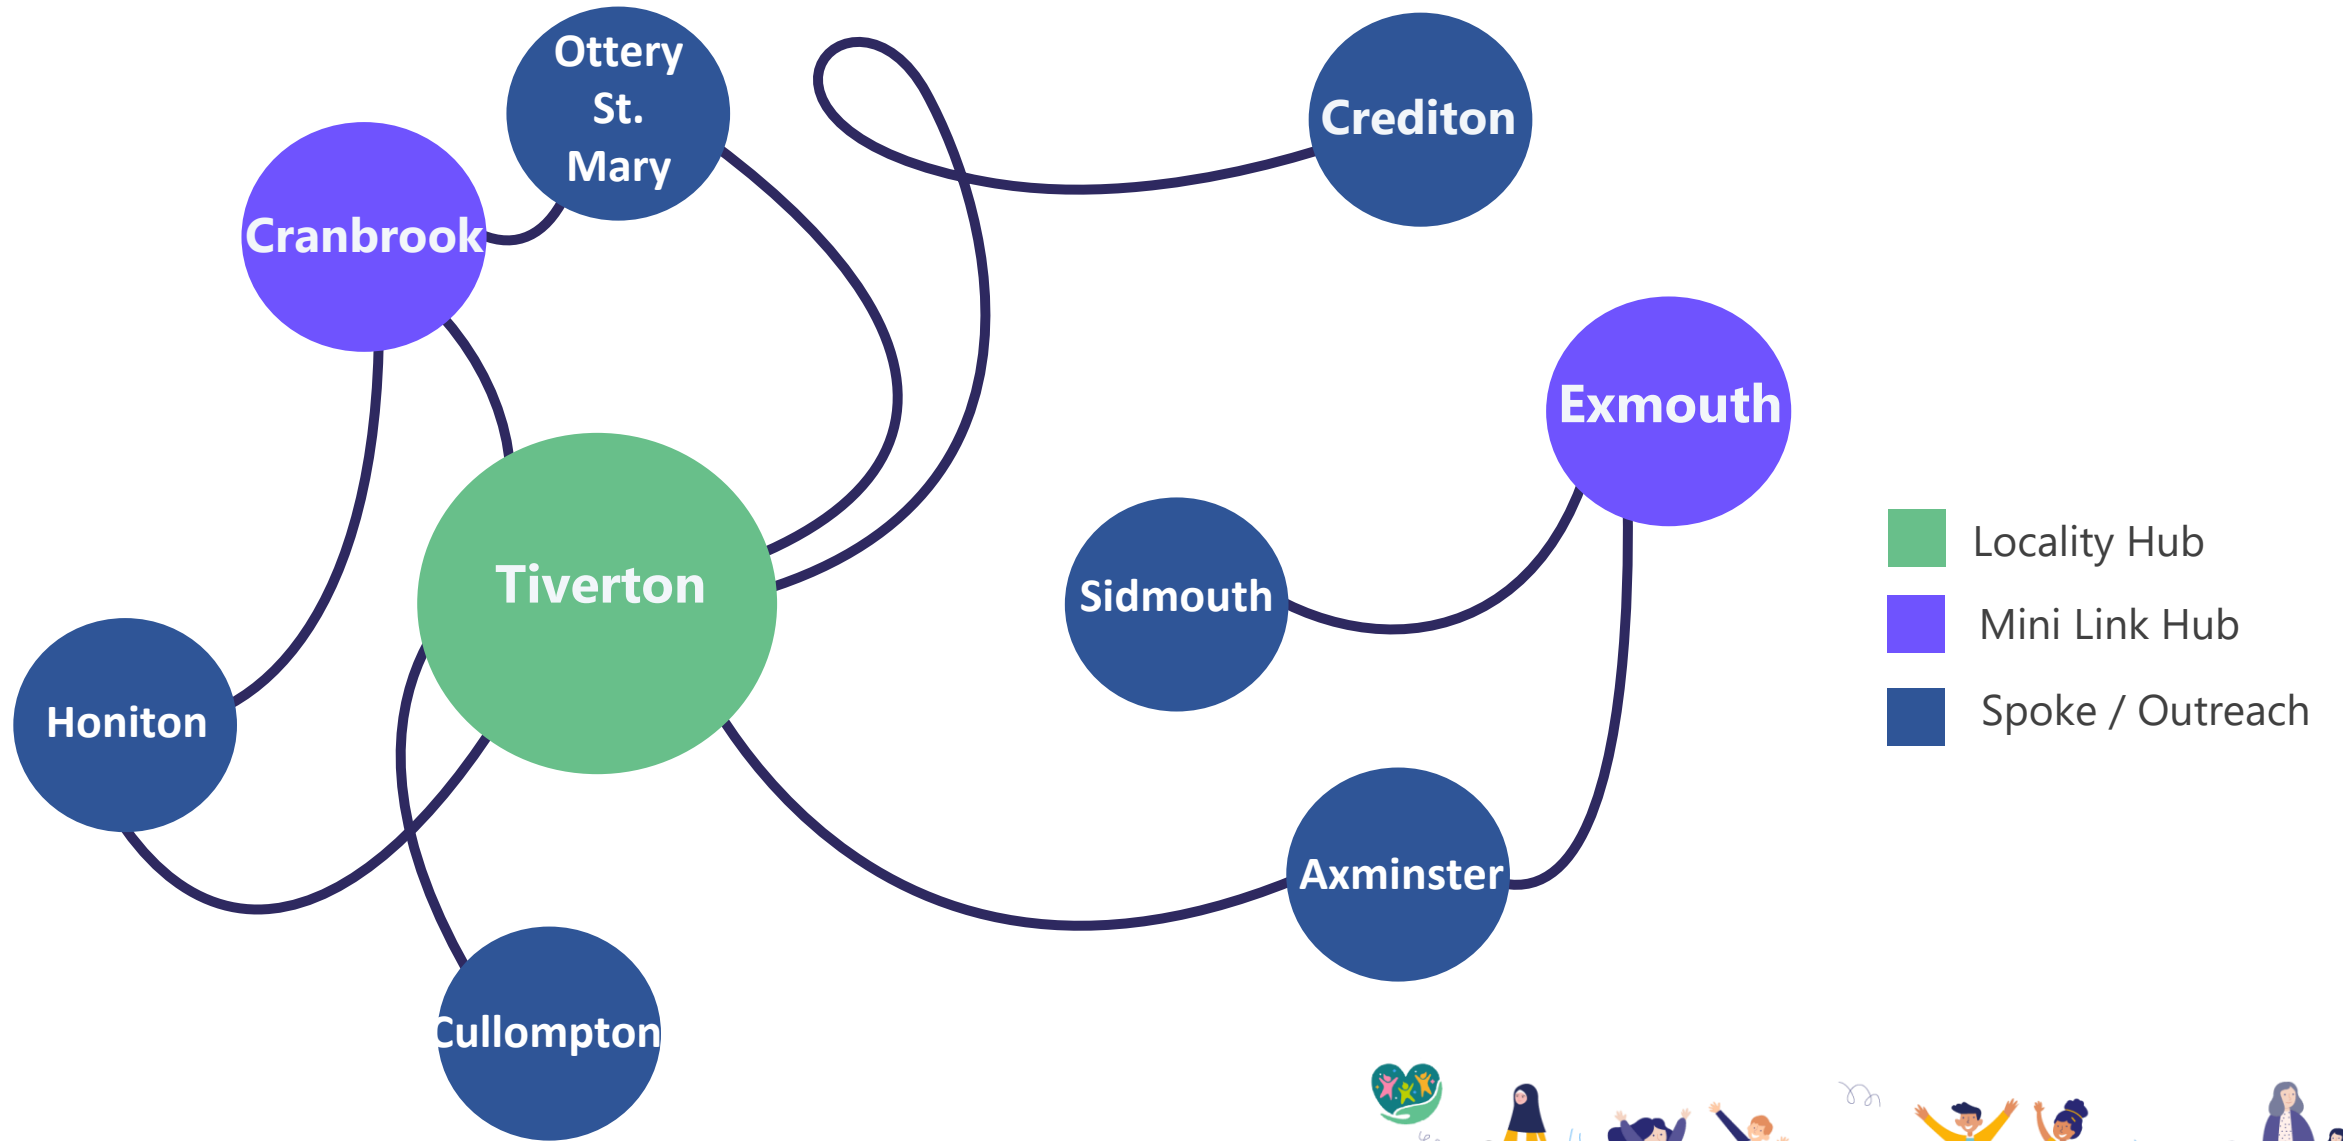 Ottery
St.
Mary
Crediton
Cranbrook
Exmouth
Tiverton
Sidmouth
Honiton
Axminster
Cullompton
Locality Hub
Mini Link Hub
Spoke / Outreach